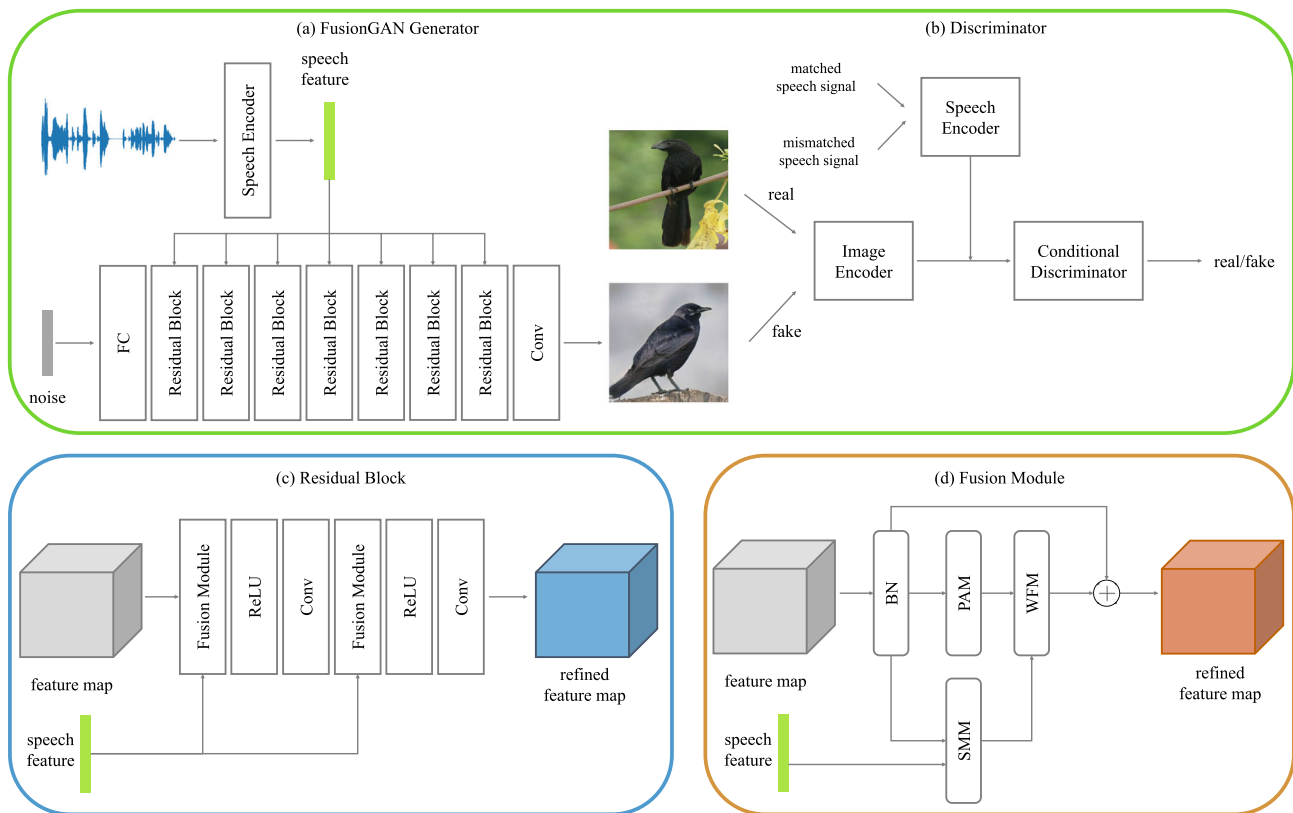 (a) FusionGAN Generator
speech
feature
Speech Encoder
noise
FC
Residual Block
Residual Block
Residual Block
Residual Block
Residual Block
Residual Block
Residual Block
Conv
(b) Discriminator
matched
speech signal
mismatched
speech signal
Speech
Encoder
real
fake
Image
Encoder
Conditional
Discriminator
real/fake
(c) Residual Block
feature map
speech
feature
Fusion Module
ReLU
Conv
Fusion Module
ReLU
Conv
refined
feature map
(d) Fusion Module
feature map
speech
feature
BN
PAM
WFM
SMM
refined
feature map